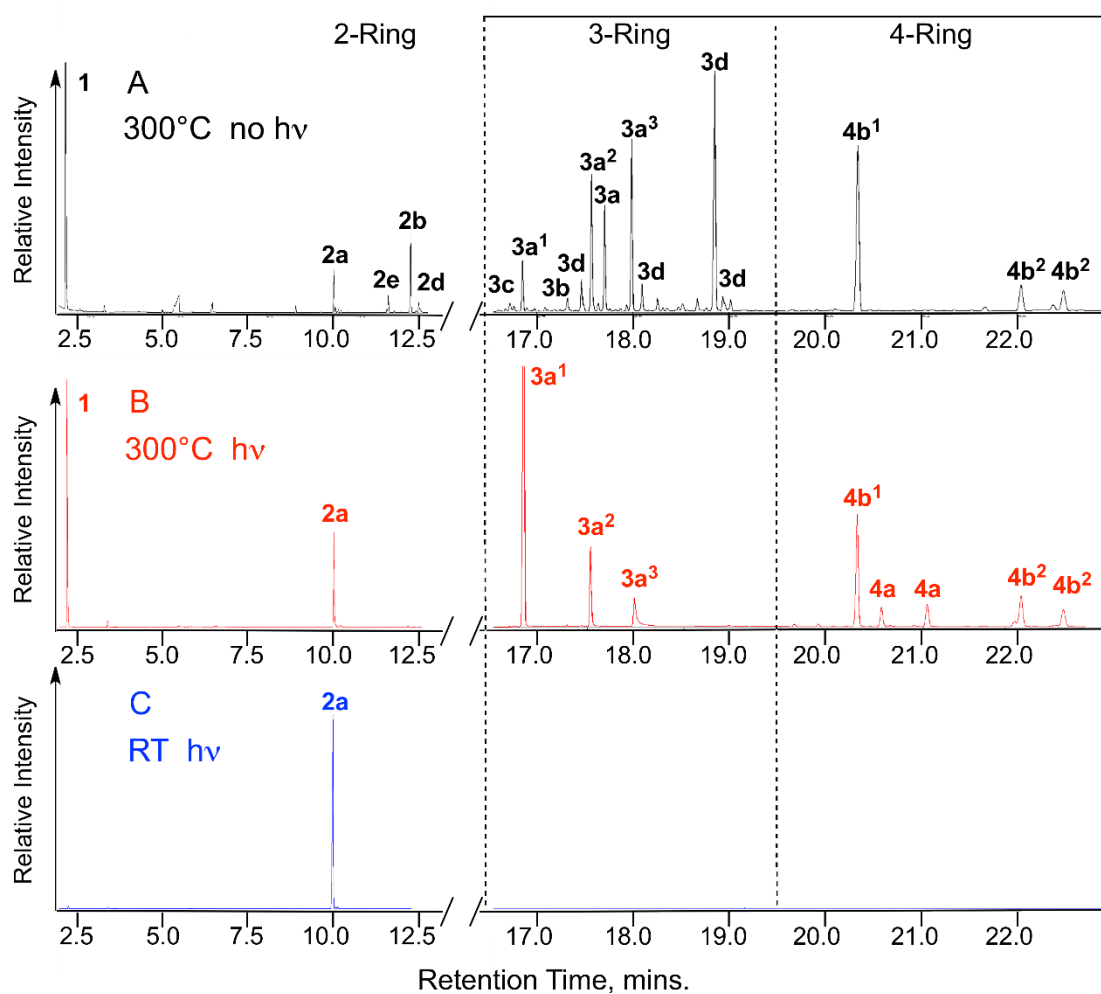 2-Ring 3-Ring 4-Ring
Relative Intensity
1 A
300°C no hν
2a 2e 2b 2d
3c 3a¹ 3b 3d 3a² 3a 3a³ 3d 3d 3d
4b¹ 4b² 4b²
2.5 5.0 7.5 10.0 12.5 17.0 18.0 19.0 20.0 21.0 22.0
Relative Intensity
1 B
300°C hν
2a
3a¹ 3a² 3a³
4b¹ 4a 4a 4b² 4b²
2.5 5.0 7.5 10.0 12.5 17.0 18.0 19.0 20.0 21.0 22.0
Relative Intensity
C
RT hν
2a
2.5 5.0 7.5 10.0 12.5 17.0 18.0 19.0 20.0 21.0 22.0
Retention Time, mins.